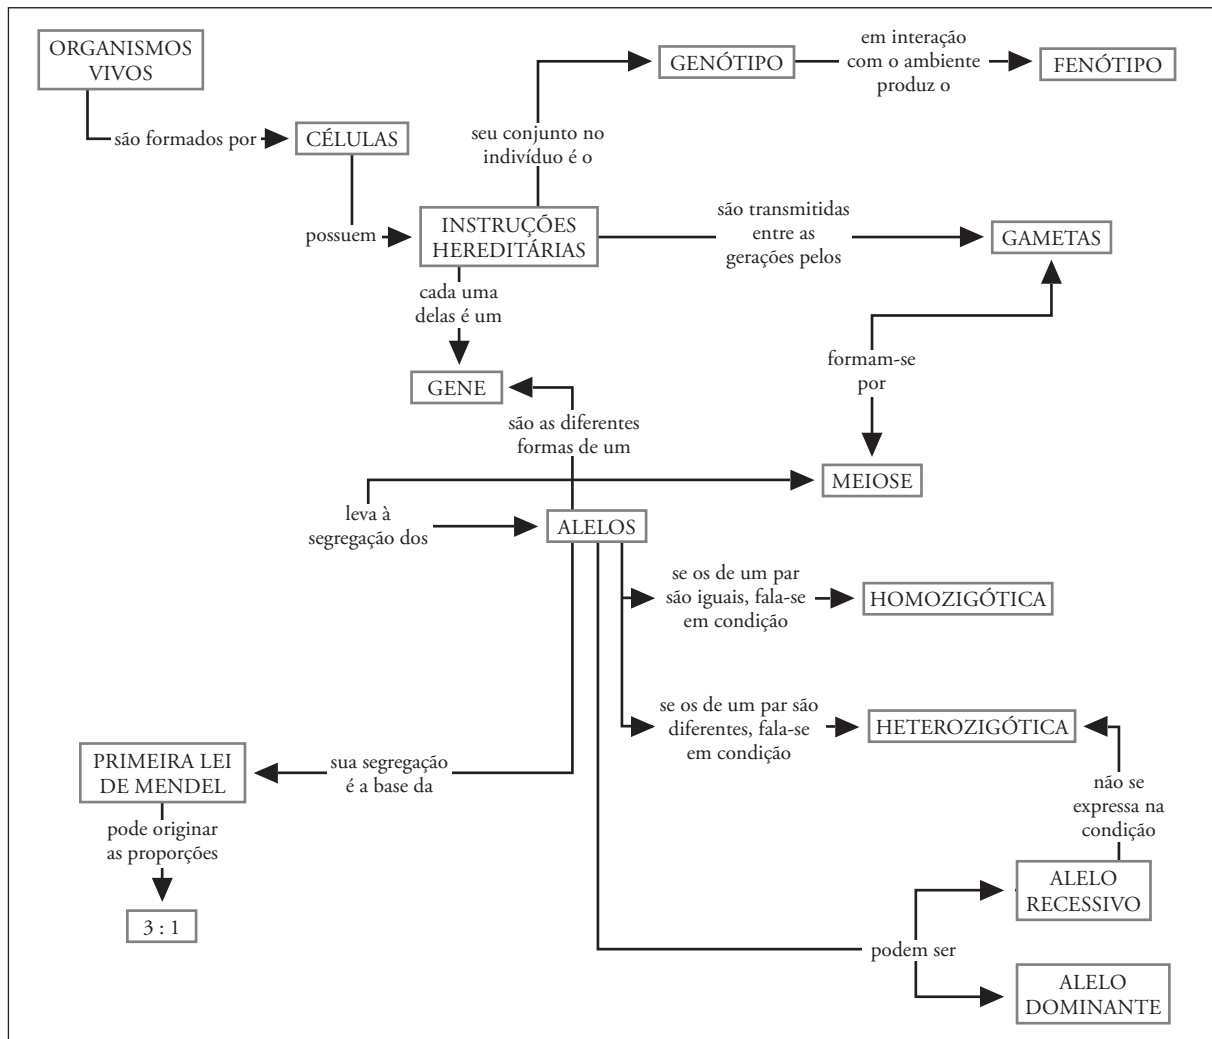 ORGANISMOS
VIVOS
são formados por
CÉLULAS
possuem
INSTRUÇÕES
HEREDITÁRIAS
seu conjunto no
indivíduo é o
GENÓTIPO
em interação
com o ambiente
produz o
FENÓTIPO
são transmitidas
entre as
gerações pelos
GAMETAS
formam-se
por
MEIOSE
cada uma
delas é um
GENE
são as diferentes
formas de um
leva à
segregação dos
ALELOS
se os de um par
são iguais, fala-se
em condição
HOMOZIGÓTICA
se os de um par são
diferentes, fala-se
em condição
HETEROZIGÓTICA
sua segregação
é a base da
PRIMEIRA LEI
DE MENDEL
pode originar
as proporções
3 : 1
não se
expressa na
condição
podem ser
ALELO
RECESSIVO
ALELO
DOMINANTE